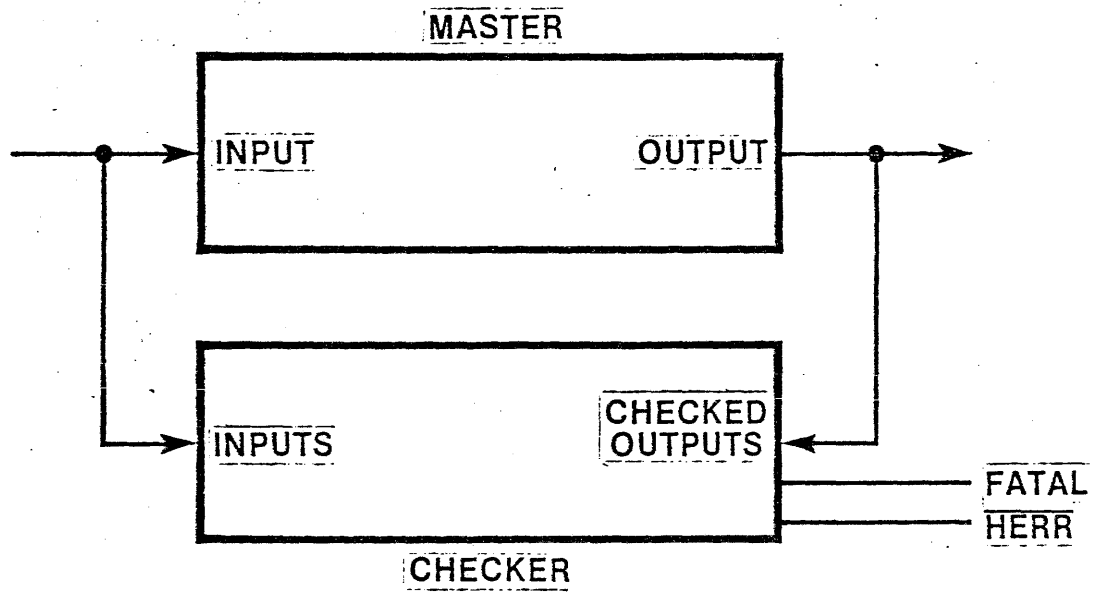 MASTER
INPUT
OUTPUT
CHECKED
OUTPUTS
INPUTS
FATAL
HERR
CHECKER